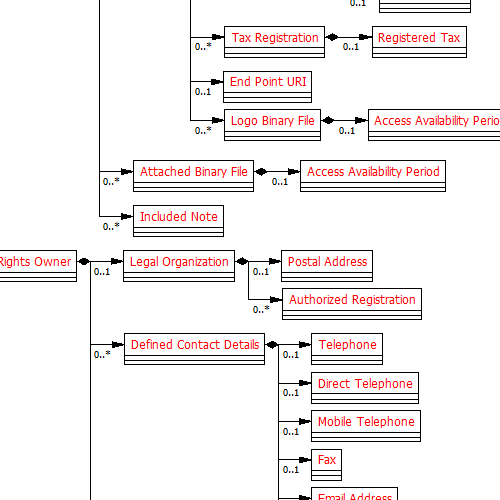 0..1
Tax Registration
Registered Tax
0..*
0..1
End Point URI
0..1
Logo Binary File
Access Availability Perio
0..*
0..1
Attached Binary File
Access Availability Period
0..*
0..1
Included Note
0..*
Rights Owner
Legal Organization
Postal Address
0..1
0..1
Authorized Registration
0..*
Defined Contact Details
Telephone
0..*
0..1
Direct Telephone
0..1
Mobile Telephone
0..1
Fax
0..1
Email Address